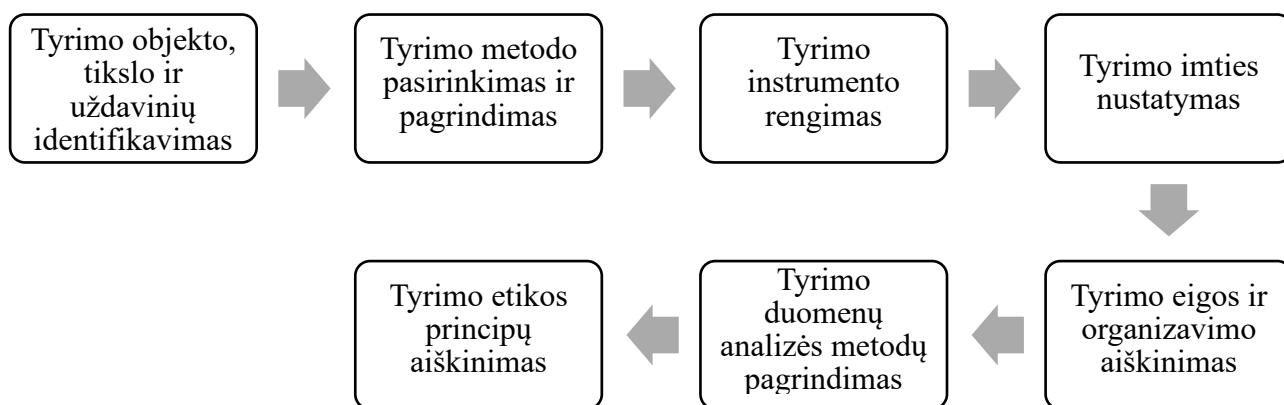 Tyrimo objekto,
tikslo ir
uždavinių
identifikavimas
Tyrimo metodo
pasirinkimas ir
pagrindimas
Tyrimo
instrumento
rengimas
Tyrimo imties
nustatymas
Tyrimo eigos ir
organizavimo
aiškinimas
Tyrimo
duomenų
analizės metodų
pagrindimas
Tyrimo etikos
principų
aiškinimas